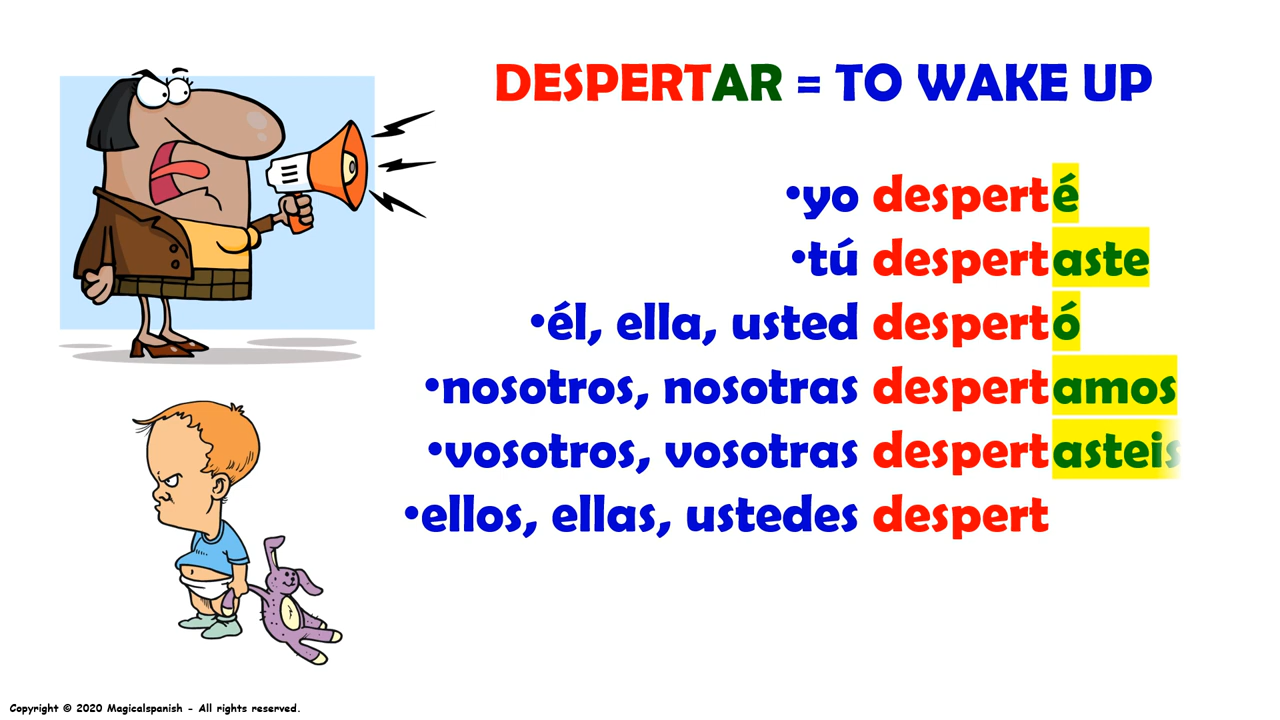 DESPERTAR = TO WAKE UP
•yo desperté
•tú despertaste
•él, ella, usted despertó
•nosotros, nosotras despertamos
•vosotros, vosotras despertasteis
•ellos, ellas, ustedes despert
Copyright © 2020 Magicalspanish - All rights reserved.